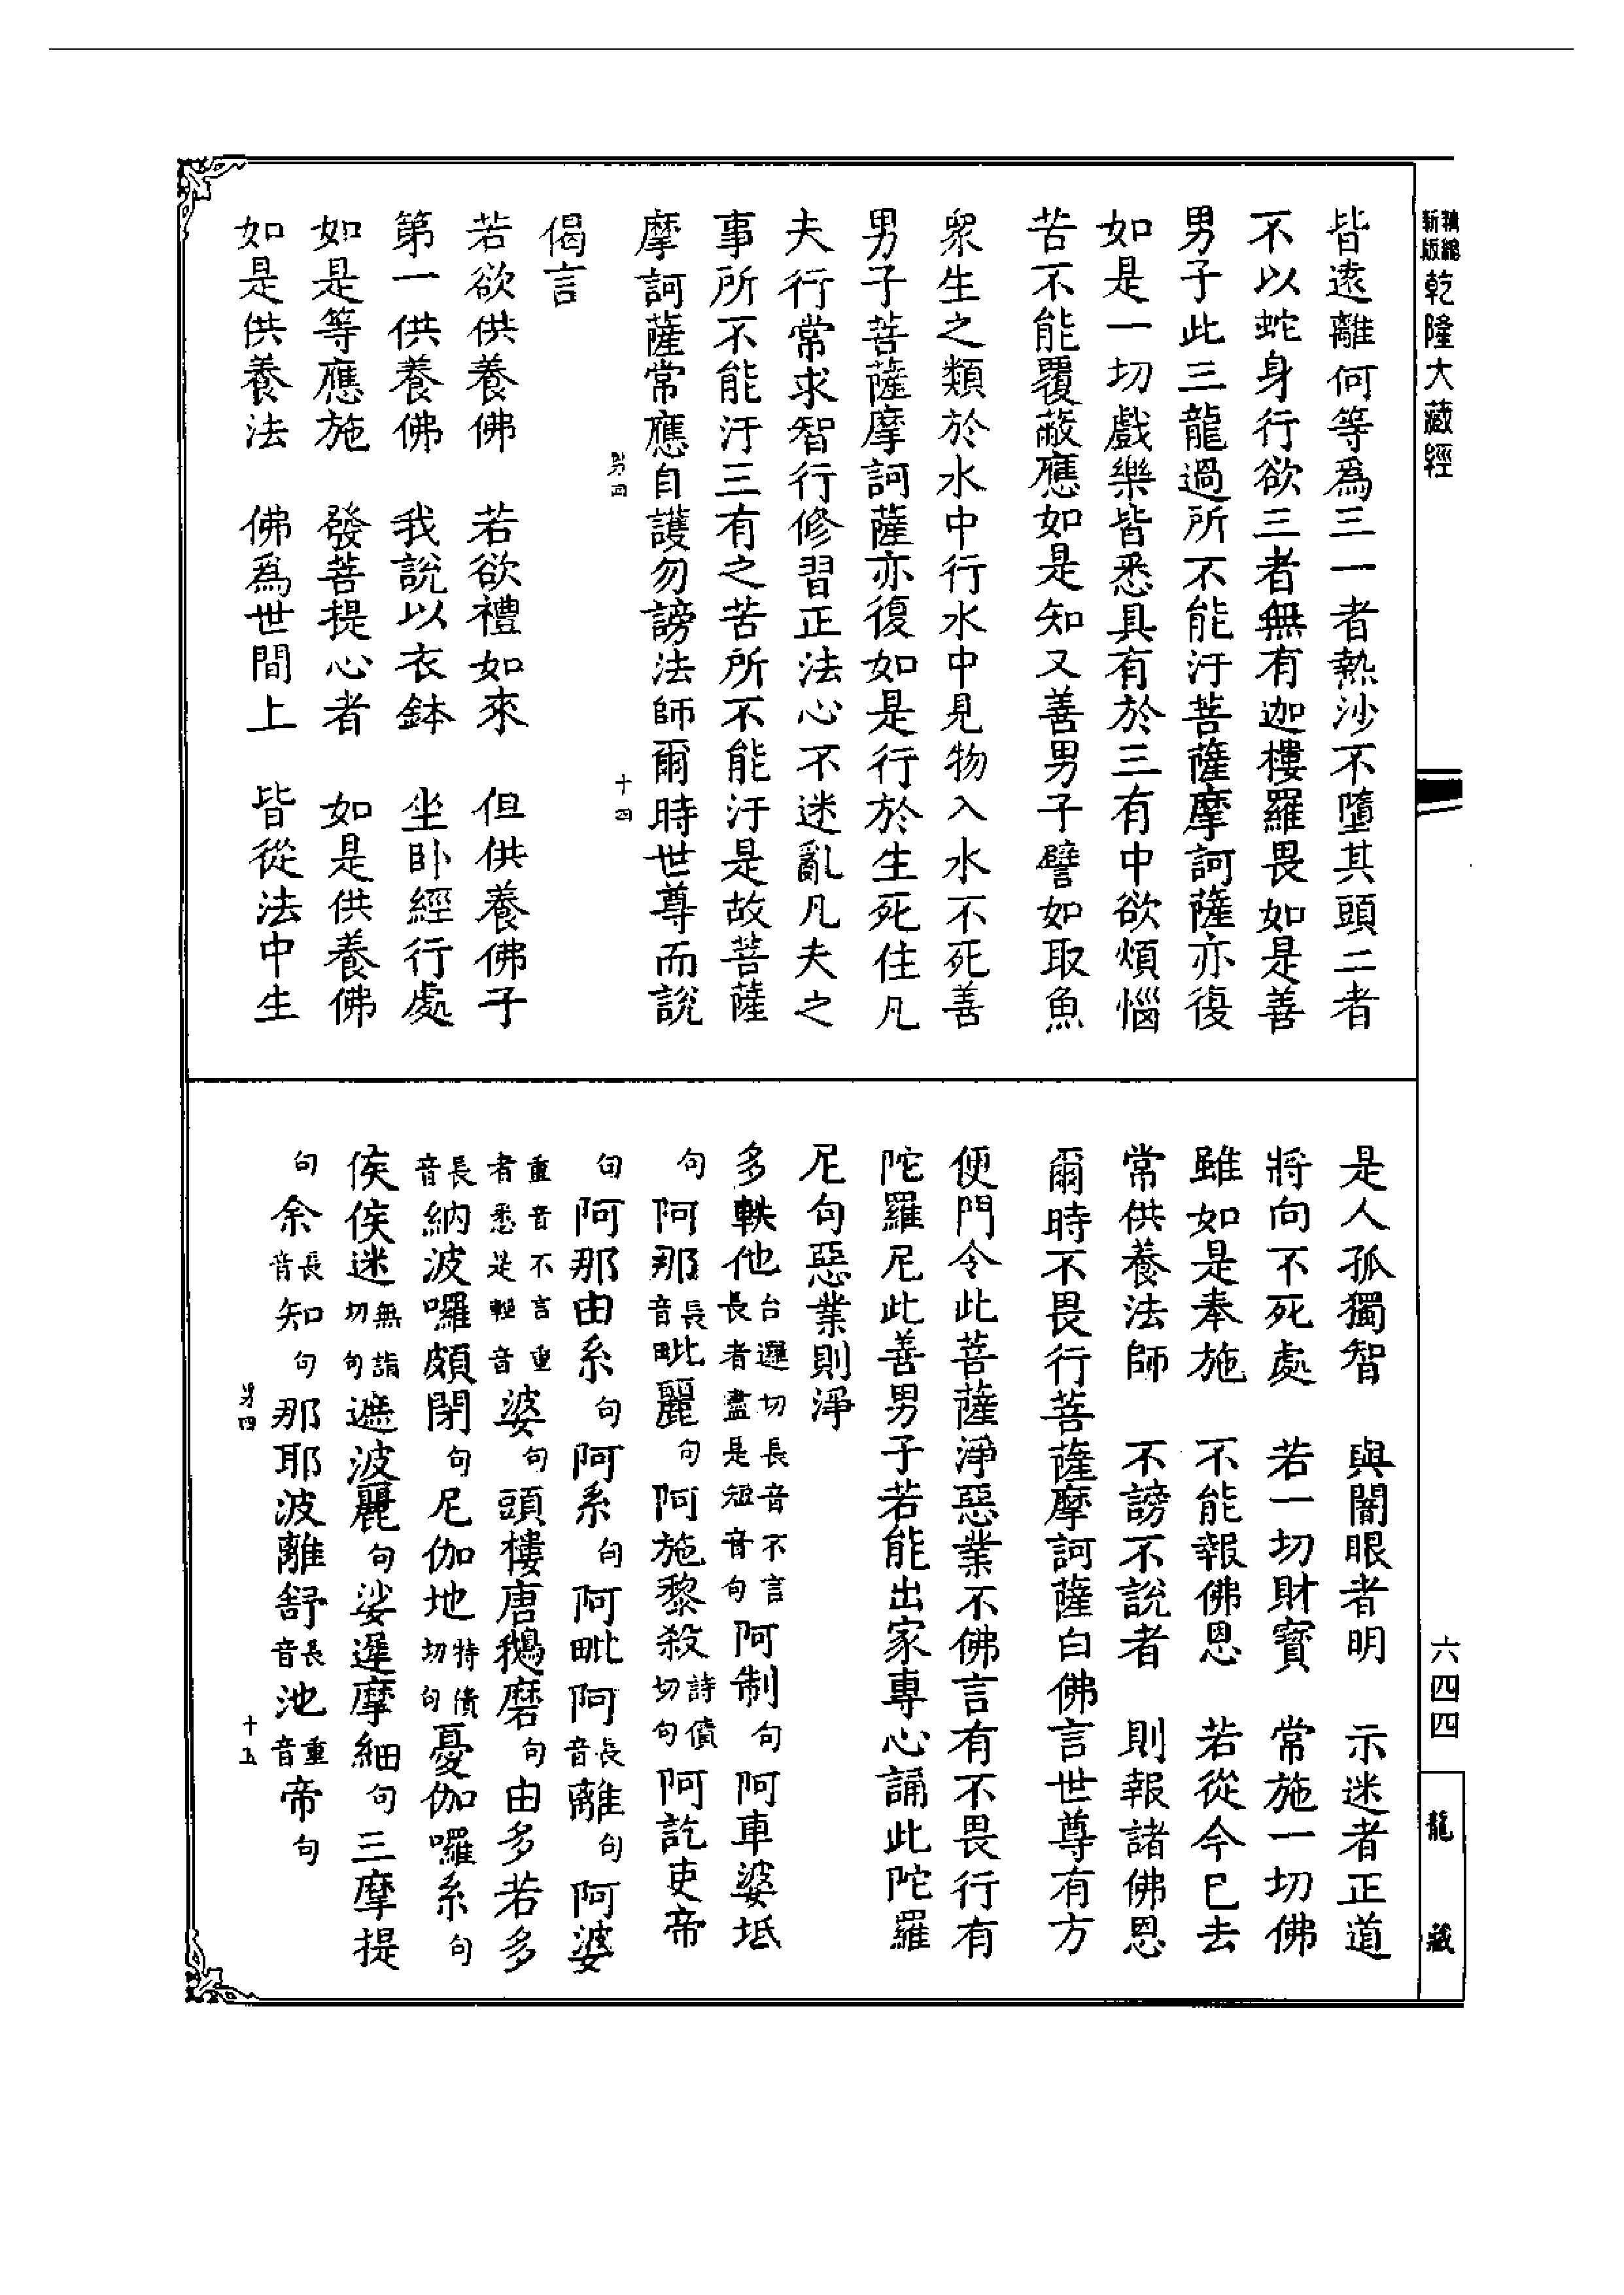 新編縮版乾隆大藏經
皆遠離何等爲三一者熱沙不墮其頭二者
不以蛇身行欲三者無有迦樓羅畏如是善
男子此三龍過所不能汙菩薩摩訶薩亦復
如是一切戲樂皆悉具有於三有中欲煩惱
苦不能覆蔽應如是知又善男子譬如取魚
衆生之類於水中行水中見物入水不死善
男子菩薩摩訶薩亦復如是行於生死住凡
夫行常求智行修習正法心不迷亂凡夫之
事所不能汙三有之苦所不能汙是故菩薩
摩訶薩常應自護勿謗法師爾時世尊而說
男四
十四
偈言
若欲供養佛　若欲禮如來　但供養佛子
第一供養佛　我說以衣鉢　坐卧經行處
如是等應施　發菩提心者　如是供養佛
如是供養法　佛爲世間上　皆從法中生
是人孤獨智　與闇眼者明　示迷者正道
將向不死處　若一切財寶　常施一切佛
雖如是奉施　不能報佛恩　若從今已去
常供養法師　不謗不說者　則報諸佛恩
爾時不畏行菩薩摩訶薩白佛言世尊有方
便門令此菩薩淨惡業不佛言有不畏行有
陀羅尼此善男子若能出家專心誦此陀羅
尼句惡業則淨
多軼他台邏切長音不言長者盡是短音句阿制句阿車婆坻
句阿那長音毗麗句阿施黎殺詩債切句阿訖吏帝
句阿那由系句阿系句阿毗阿長音離句阿婆
重音不言重者悉是輕音婆句頭樓唐鵝磨句由多若多
長音納波囉頗閉句尼伽地特債切句憂伽囉系句
侯侯迷無詣切句遮波麗句娑遲摩細句三摩提
句余長音知句那耶波離舒長音池重音帝句
男四
十五
六四四
龍藏